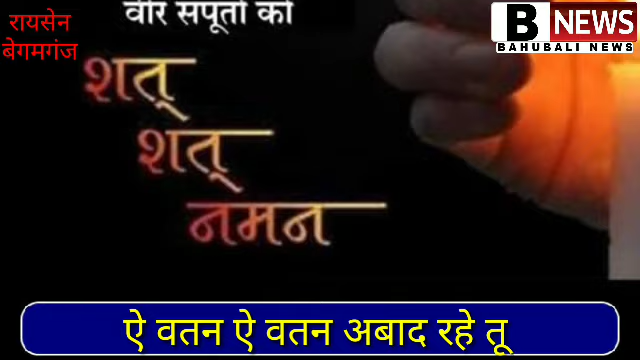 रायसेन
बेगमगंज
वीर सपूतों को
B NEWS
BAHUBALI NEWS
शत्
शत्
नमन
ऐ वतन ऐ वतन अबाद रहे तू